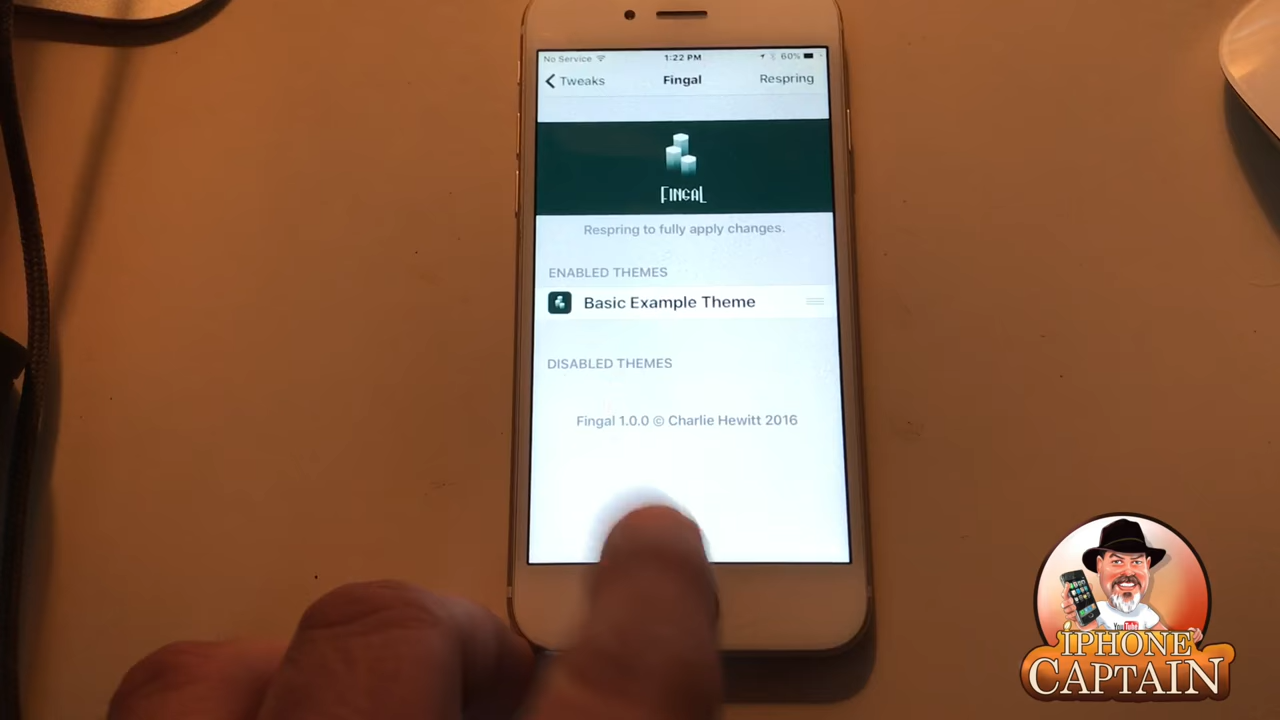 No Service
1:22 PM
60%
Tweaks
Fingal
Respring
FINGAL
Respring to fully apply changes.
ENABLED THEMES
Basic Example Theme
DISABLED THEMES
Fingal 1.0.0 © Charlie Hewitt 2016
YouTube
iPHONE
CAPTAIN